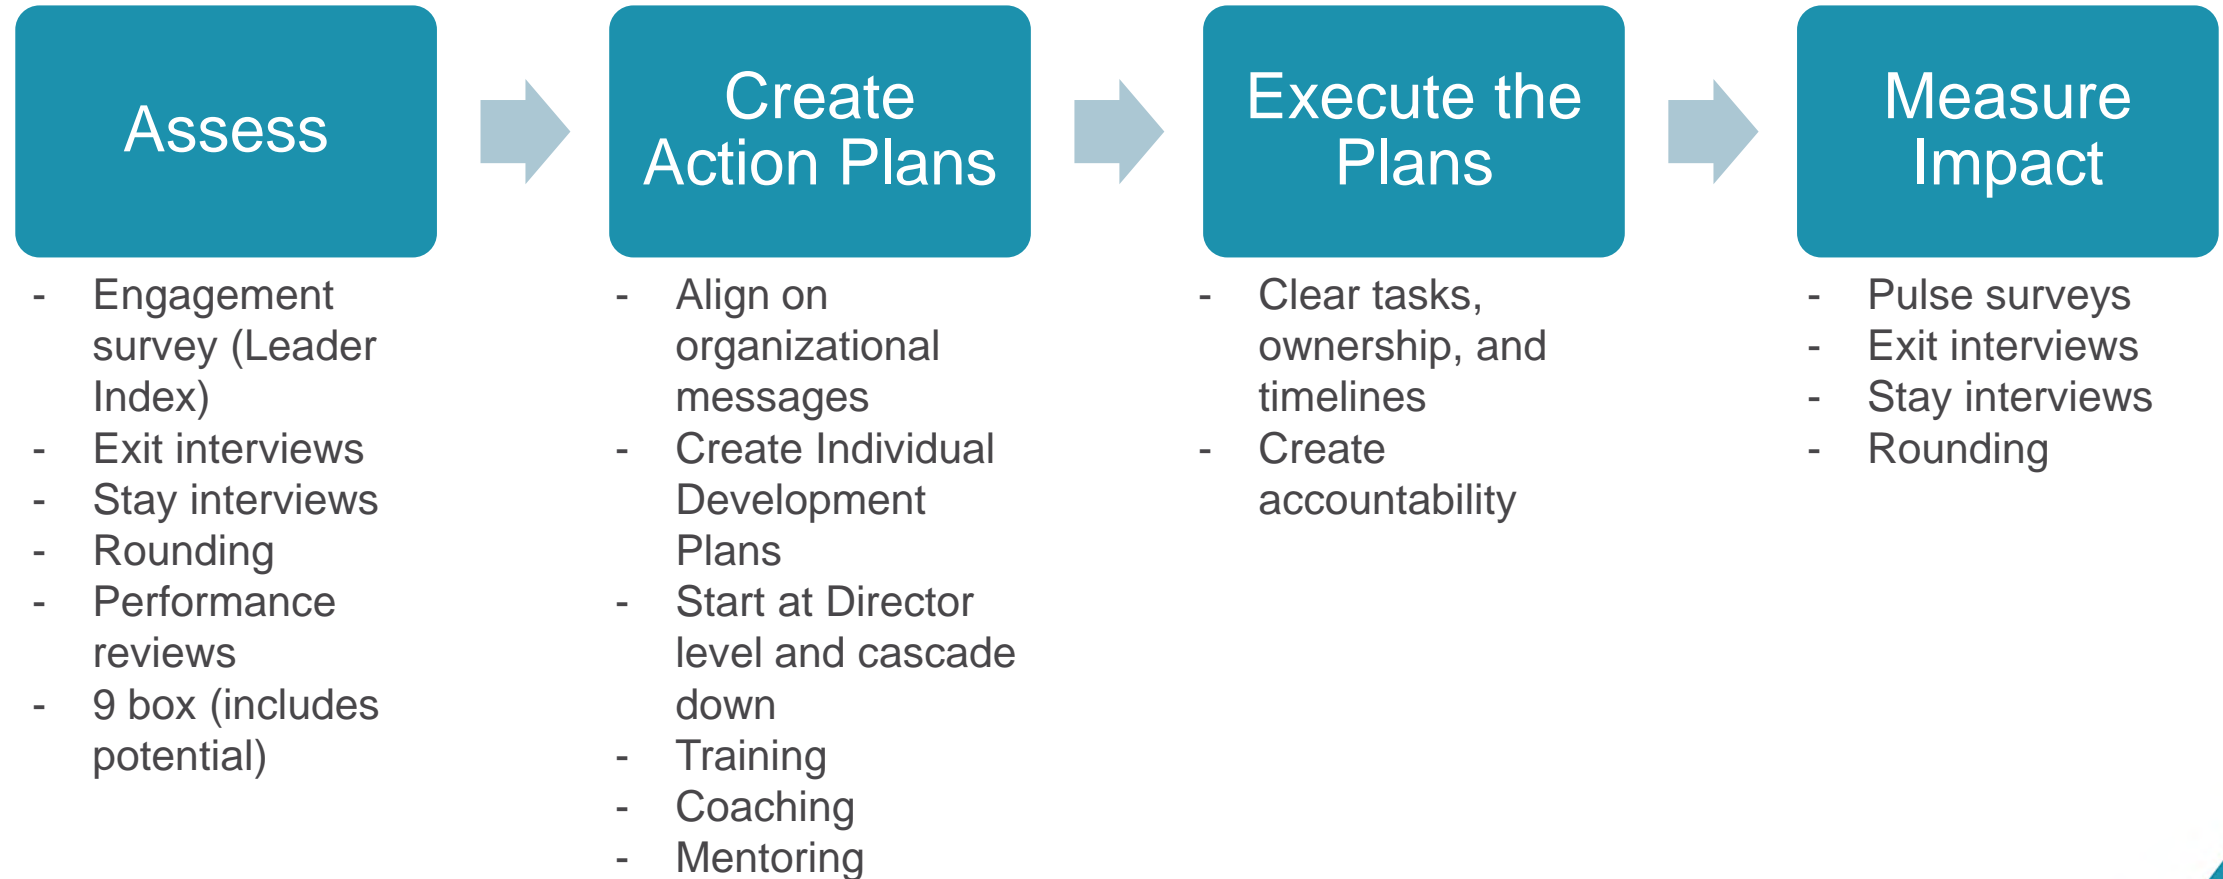 Assess
- Engagement
survey (Leader
Index)
- Exit interviews
- Stay interviews
- Rounding
- Performance
reviews
- 9 box (includes
potential)
Create
Action Plans
- Align on
organizational
messages
- Create Individual
Development
Plans
- Start at Director
level and cascade
down
- Training
- Coaching
- Mentoring
Execute the
Plans
- Clear tasks,
ownership, and
timelines
- Create
accountability
Measure
Impact
- Pulse surveys
- Exit interviews
- Stay interviews
- Rounding